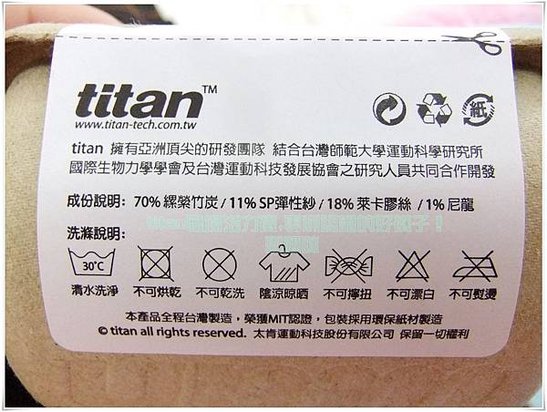 titan™
www.titan-tech.com.tw
紙
titan 擁有亞洲頂尖的研發團隊 結合台灣師範大學運動科學研究所
國際生物力學學會及台灣運動科技發展協會之研究人員共同合作開發
成份說明: 70% 縲縈竹炭 / 11% SP彈性紗 / 18% 萊卡膠絲 / 1% 尼龍
洗滌說明:
30°C
清水洗淨 不可烘乾 不可乾洗 陰涼晾晒 不可擰扭 不可漂白 不可熨燙
本產品全程台灣製造，榮獲MIT認證，包裝採用環保紙材製造
© titan all rights reserved. 太肯運動科技股份有限公司 保留一切權利